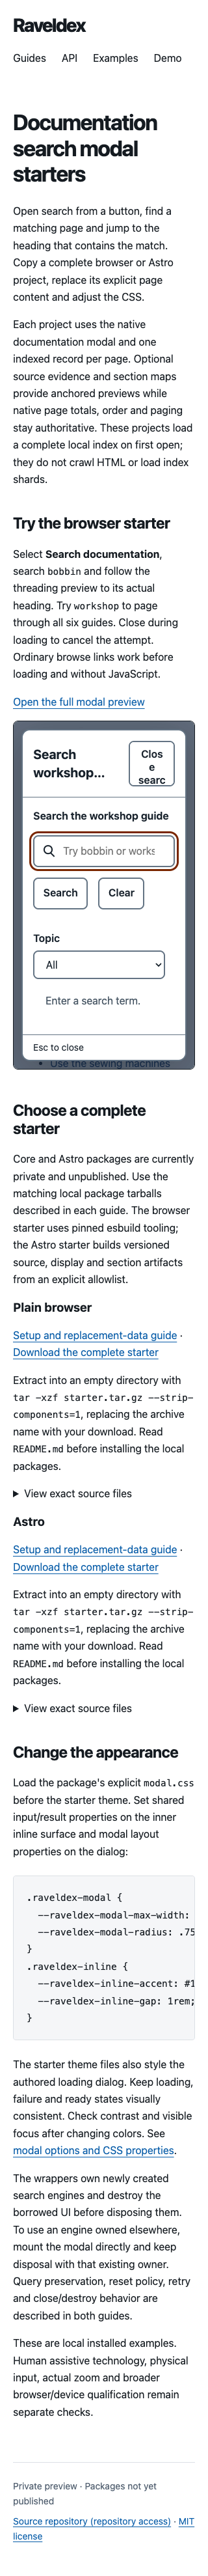 Raveldex
Guides API Examples Demo
Documentation
search modal
starters
Open search from a button, find a
matching page and jump to the
heading that contains the match.
Copy a complete browser or Astro
project, replace its explicit page
content and adjust the CSS.
Each project uses the native
documentation modal and one
indexed record per page. Optional
source evidence and section maps
provide anchored previews while
native page totals, order and paging
stay authoritative. These projects load
a complete local index on first open;
they do not crawl HTML or load index
shards.
Try the browser starter
Select Search documentation,
search bobbin and follow the
threading preview to its actual
heading. Try workshop to page
through all six guides. Close during
loading to cancel the attempt.
Ordinary browse links work before
loading and without JavaScript.
Open the full modal preview
Search
workshop...
Clos
e
searc
Search the workshop guide
Try bobbin or works
Search Clear
Topic
All
Enter a search term.
Esc to close
Use the sewing machines
Choose a complete
starter
Core and Astro packages are currently
private and unpublished. Use the
matching local package tarballs
described in each guide. The browser
starter uses pinned esbuild tooling;
the Astro starter builds versioned
source, display and section artifacts
from an explicit allowlist.
Plain browser
Setup and replacement-data guide ·
Download the complete starter
Extract into an empty directory with
tar -xzf starter.tar.gz --strip-
components=1, replacing the archive
name with your download. Read
README.md before installing the local
packages.
View exact source files
Astro
Setup and replacement-data guide ·
Download the complete starter
Extract into an empty directory with
tar -xzf starter.tar.gz --strip-
components=1, replacing the archive
name with your download. Read
README.md before installing the local
packages.
View exact source files
Change the appearance
Load the package's explicit modal.css
before the starter theme. Set shared
input/result properties on the inner
inline surface and modal layout
properties on the dialog:
.raveldex-modal {
--raveldex-modal-max-width:
--raveldex-modal-radius: .75
}
.raveldex-inline {
--raveldex-inline-accent: #1
--raveldex-inline-gap: 1rem;
}
The starter theme files also style the
authored loading dialog. Keep loading,
failure and ready states visually
consistent. Check contrast and visible
focus after changing colors. See
modal options and CSS properties.
The wrappers own newly created
search engines and destroy the
borrowed UI before disposing them.
To use an engine owned elsewhere,
mount the modal directly and keep
disposal with that existing owner.
Query preservation, reset policy, retry
and close/destroy behavior are
described in both guides.
These are local installed examples.
Human assistive technology, physical
input, actual zoom and broader
browser/device qualification remain
separate checks.
Private preview · Packages not yet
published
Source repository (repository access) · MIT
license